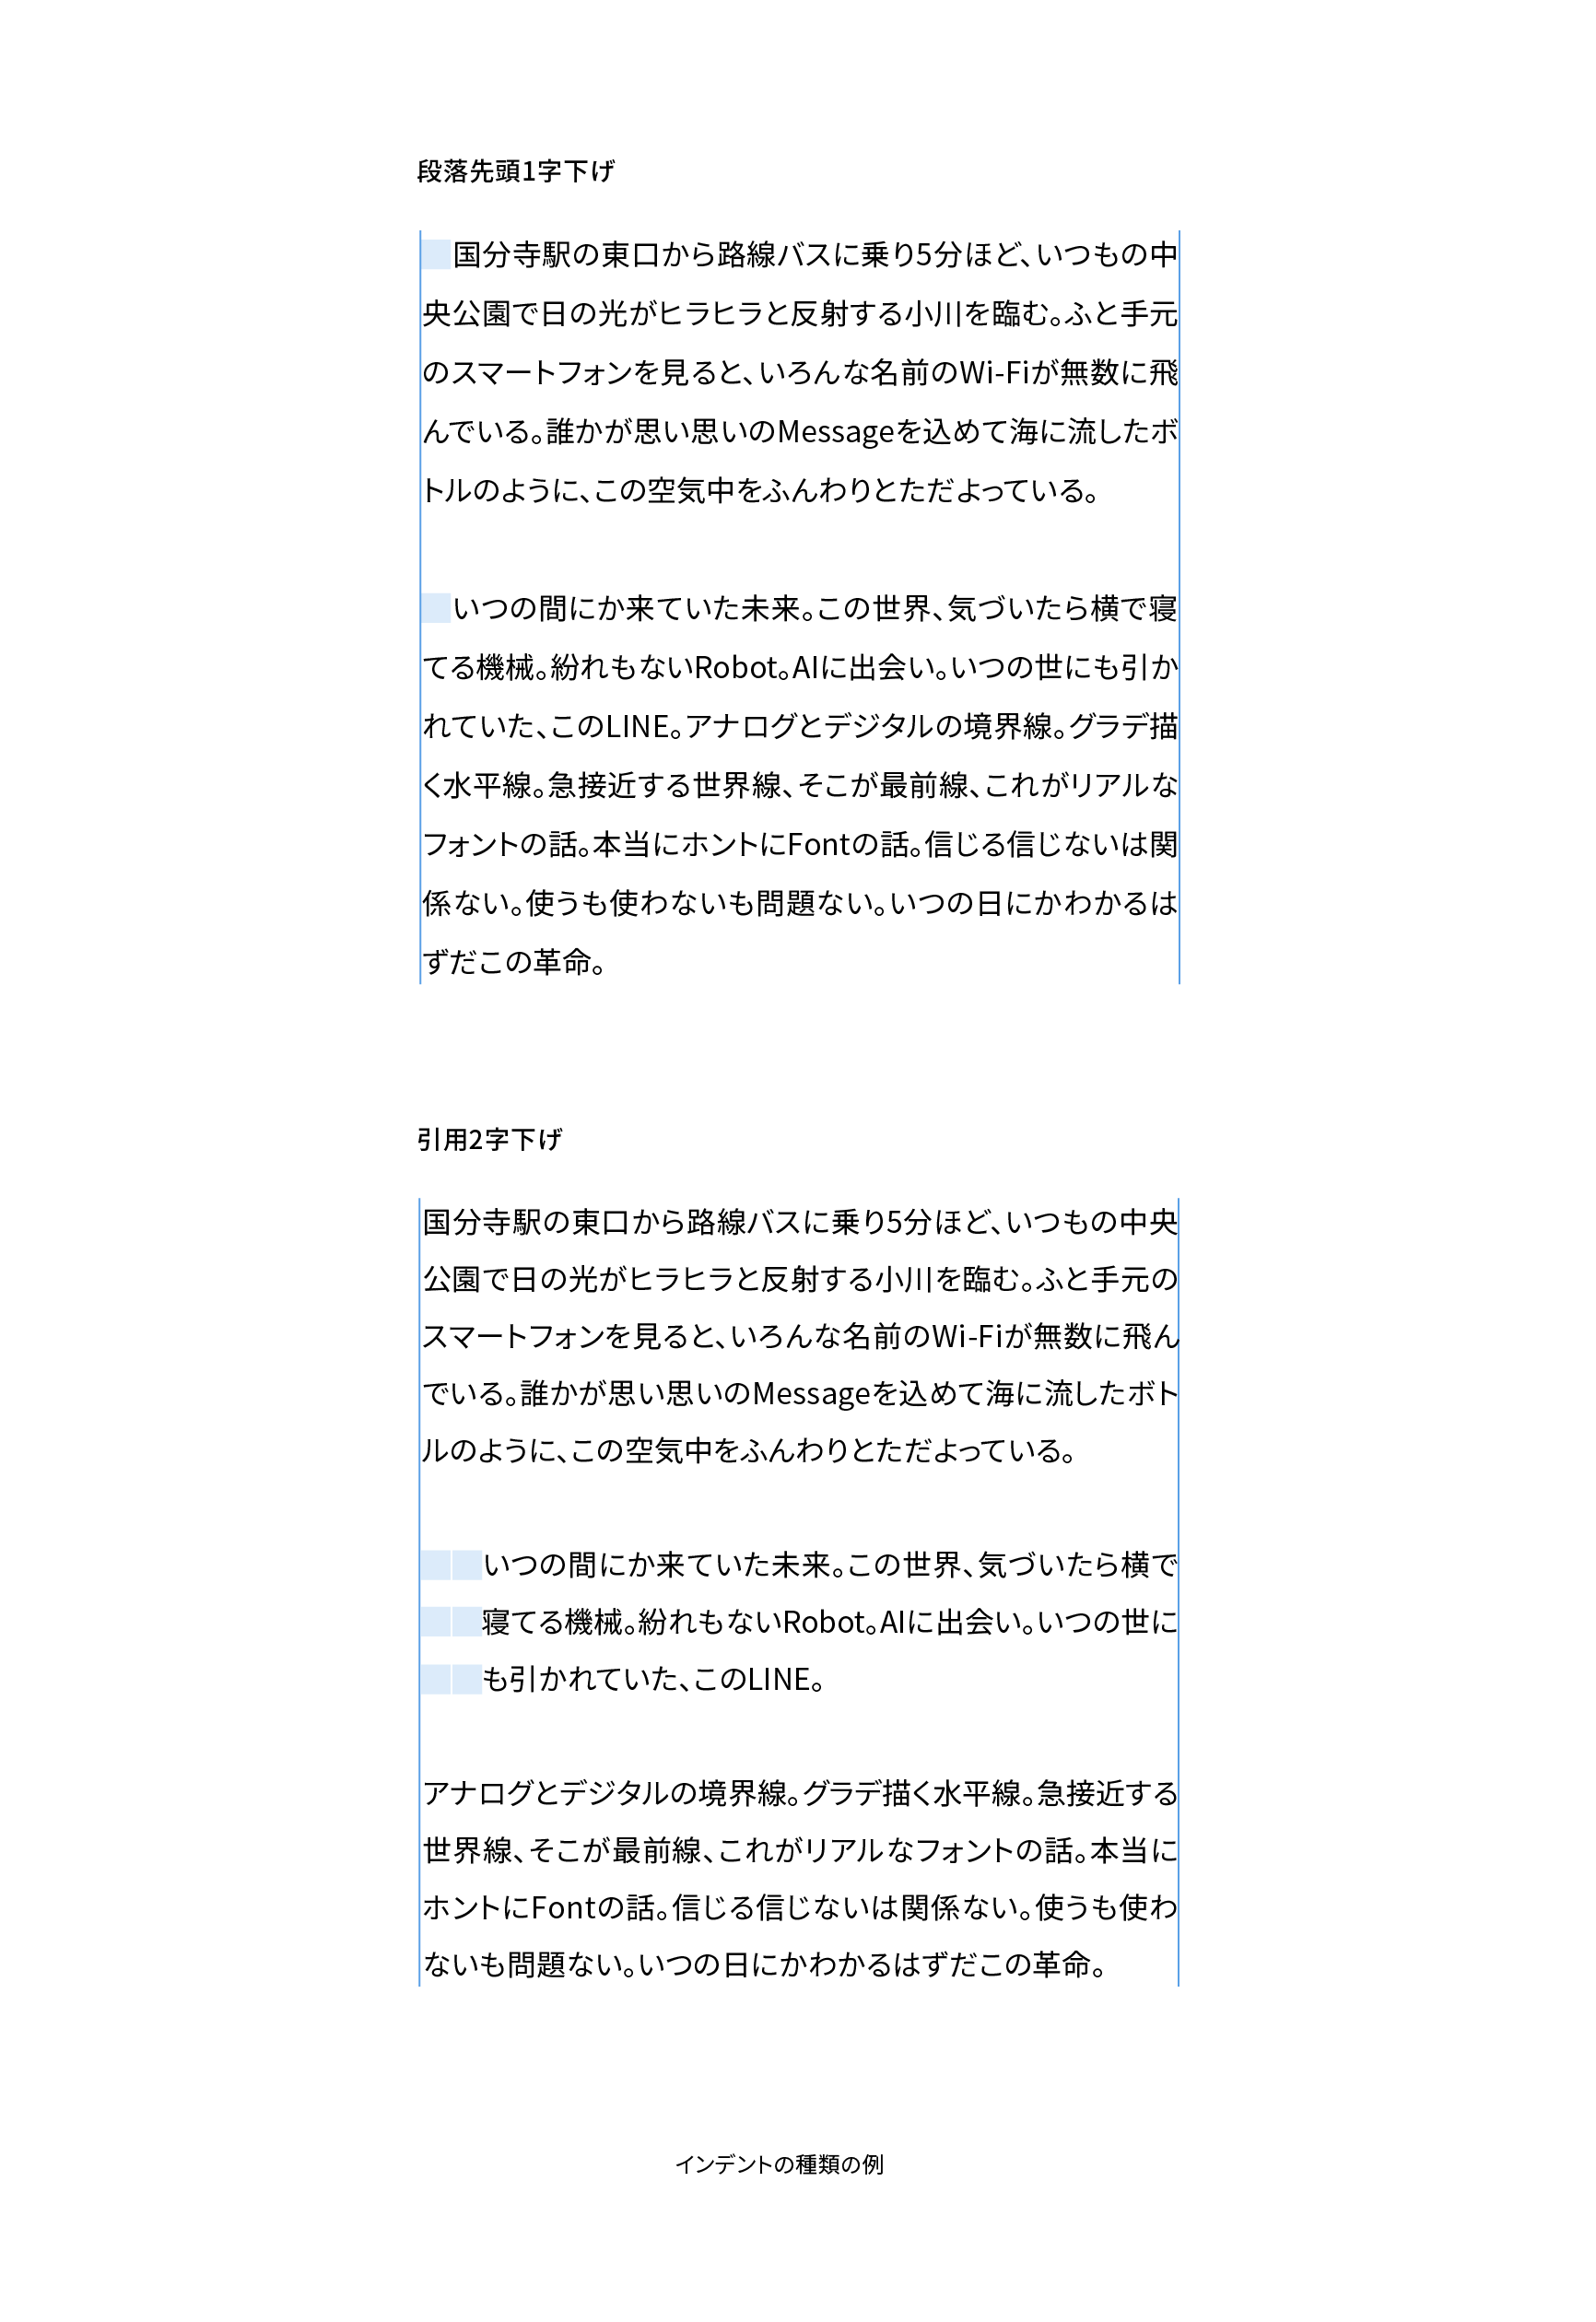 段落先頭1字下げ
　国分寺駅の東口から路線バスに乗り5分ほど、いつもの中
央公園で日の光がヒラヒラと反射する小川を臨む。ふと手元
のスマートフォンを見ると、いろんな名前のWi-Fiが無数に飛
んでいる。誰かが思い思いのMessageを込めて海に流したボ
トルのように、この空気中をふんわりとただよっている。
　いつの間にか来ていた未来。この世界、気づいたら横で寝
てる機械。紛れもないRobot。AIに出会い。いつの世にも引か
れていた、このLINE。アナログとデジタルの境界線。グラデ描
く水平線。急接近する世界線、そこが最前線、これがリアルな
フォントの話。本当にホントにFontの話。信じる信じないは関
係ない。使うも使わないも問題ない。いつの日にかわかるは
ずだこの革命。
引用2字下げ
国分寺駅の東口から路線バスに乗り5分ほど、いつもの中央
公園で日の光がヒラヒラと反射する小川を臨む。ふと手元の
スマートフォンを見ると、いろんな名前のWi-Fiが無数に飛ん
でいる。誰かが思い思いのMessageを込めて海に流したボト
ルのように、この空気中をふんわりとただよっている。
　　いつの間にか来ていた未来。この世界、気づいたら横で
　　寝てる機械。紛れもないRobot。AIに出会い。いつの世に
　　も引かれていた、このLINE。
アナログとデジタルの境界線。グラデ描く水平線。急接近する
世界線、そこが最前線、これがリアルなフォントの話。本当に
ホントにFontの話。信じる信じないは関係ない。使うも使わ
ないも問題ない。いつの日にかわかるはずだこの革命。
インデントの種類の例